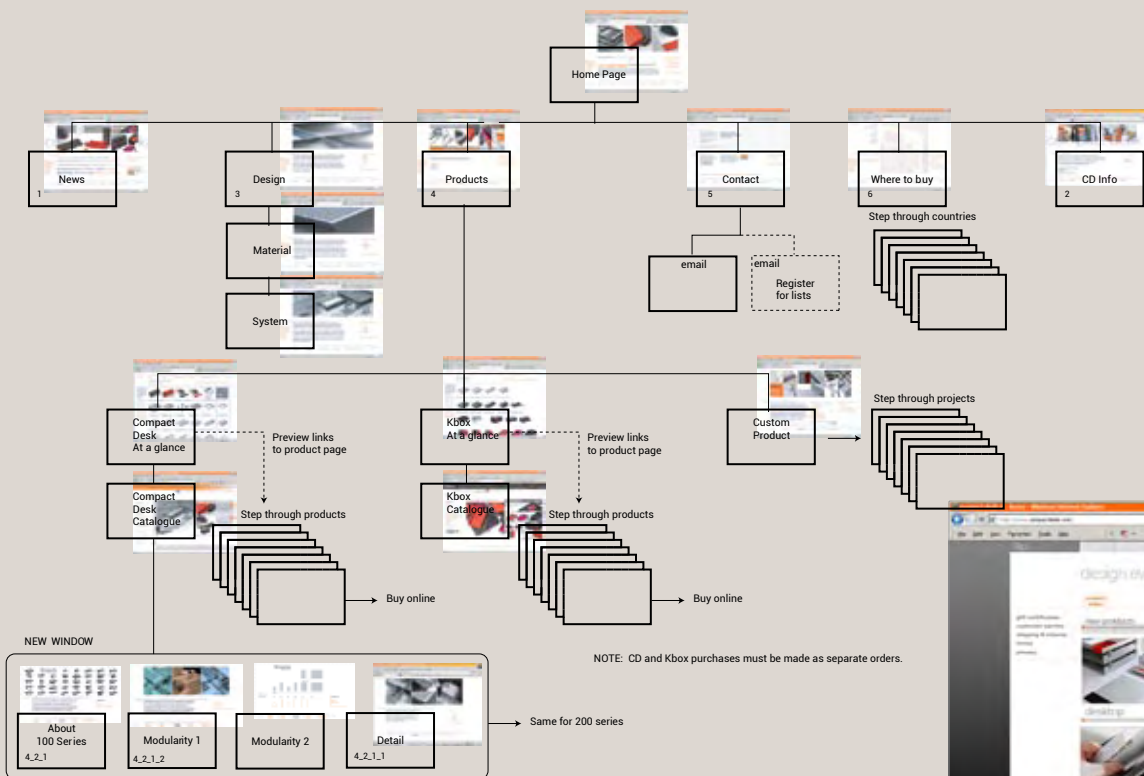 Home Page
News
1
Design
3
Products
4
Contact
5
Where to buy
6
CD Info
2
Step through countries
Material
email
email
Register
for lists
System
Compact
Desk
At a glance
Preview links
to product page
Kbox
At a glance
Preview links
to product page
Custom
Product
Step through projects
Compact
Desk
Catalogue
Step through products
Kbox
Catalogue
Step through products
Buy online
Buy online
NEW WINDOW
NOTE: CD and Kbox purchases must be made as separate orders.
About
100 Series
4_2_1
Modularity 1
4_2_1_2
Modularity 2
Detail
4_2_1_1
Same for 200 series
new products
desktop